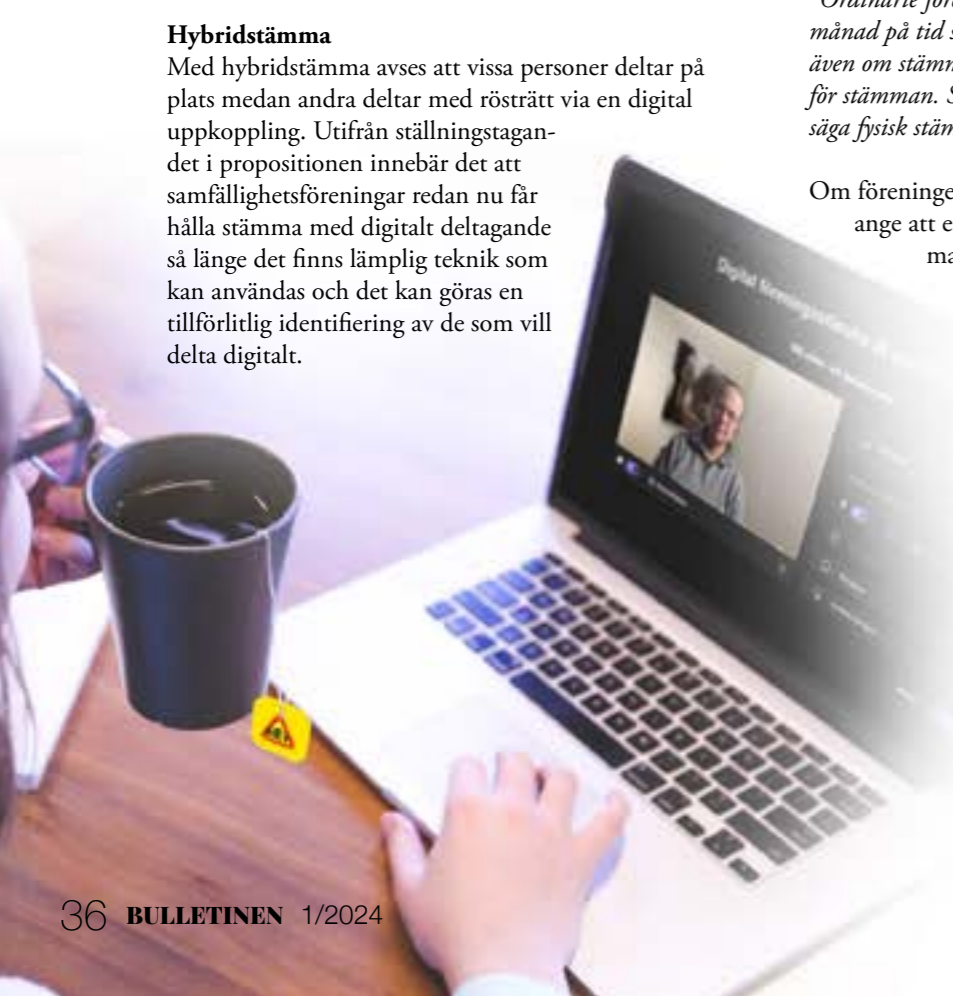 Hybridstämma
Med hybridstämma avses att vissa personer deltar på
plats medan andra deltar med rösträtt via en digital
uppkoppling. Utifrån ställningstagan-
det i propositionen innebär det att
samfällighetsföreningar redan nu får
hålla stämma med digitalt deltagande
så länge det finns lämplig teknik som
kan användas och det kan göras en
tillförlitlig identifiering av de som vill
delta digitalt.
månad på tid
även om
för stämman.
säga fysisk
Om
ange att
Digital
36 BULLETINEN 1/2024